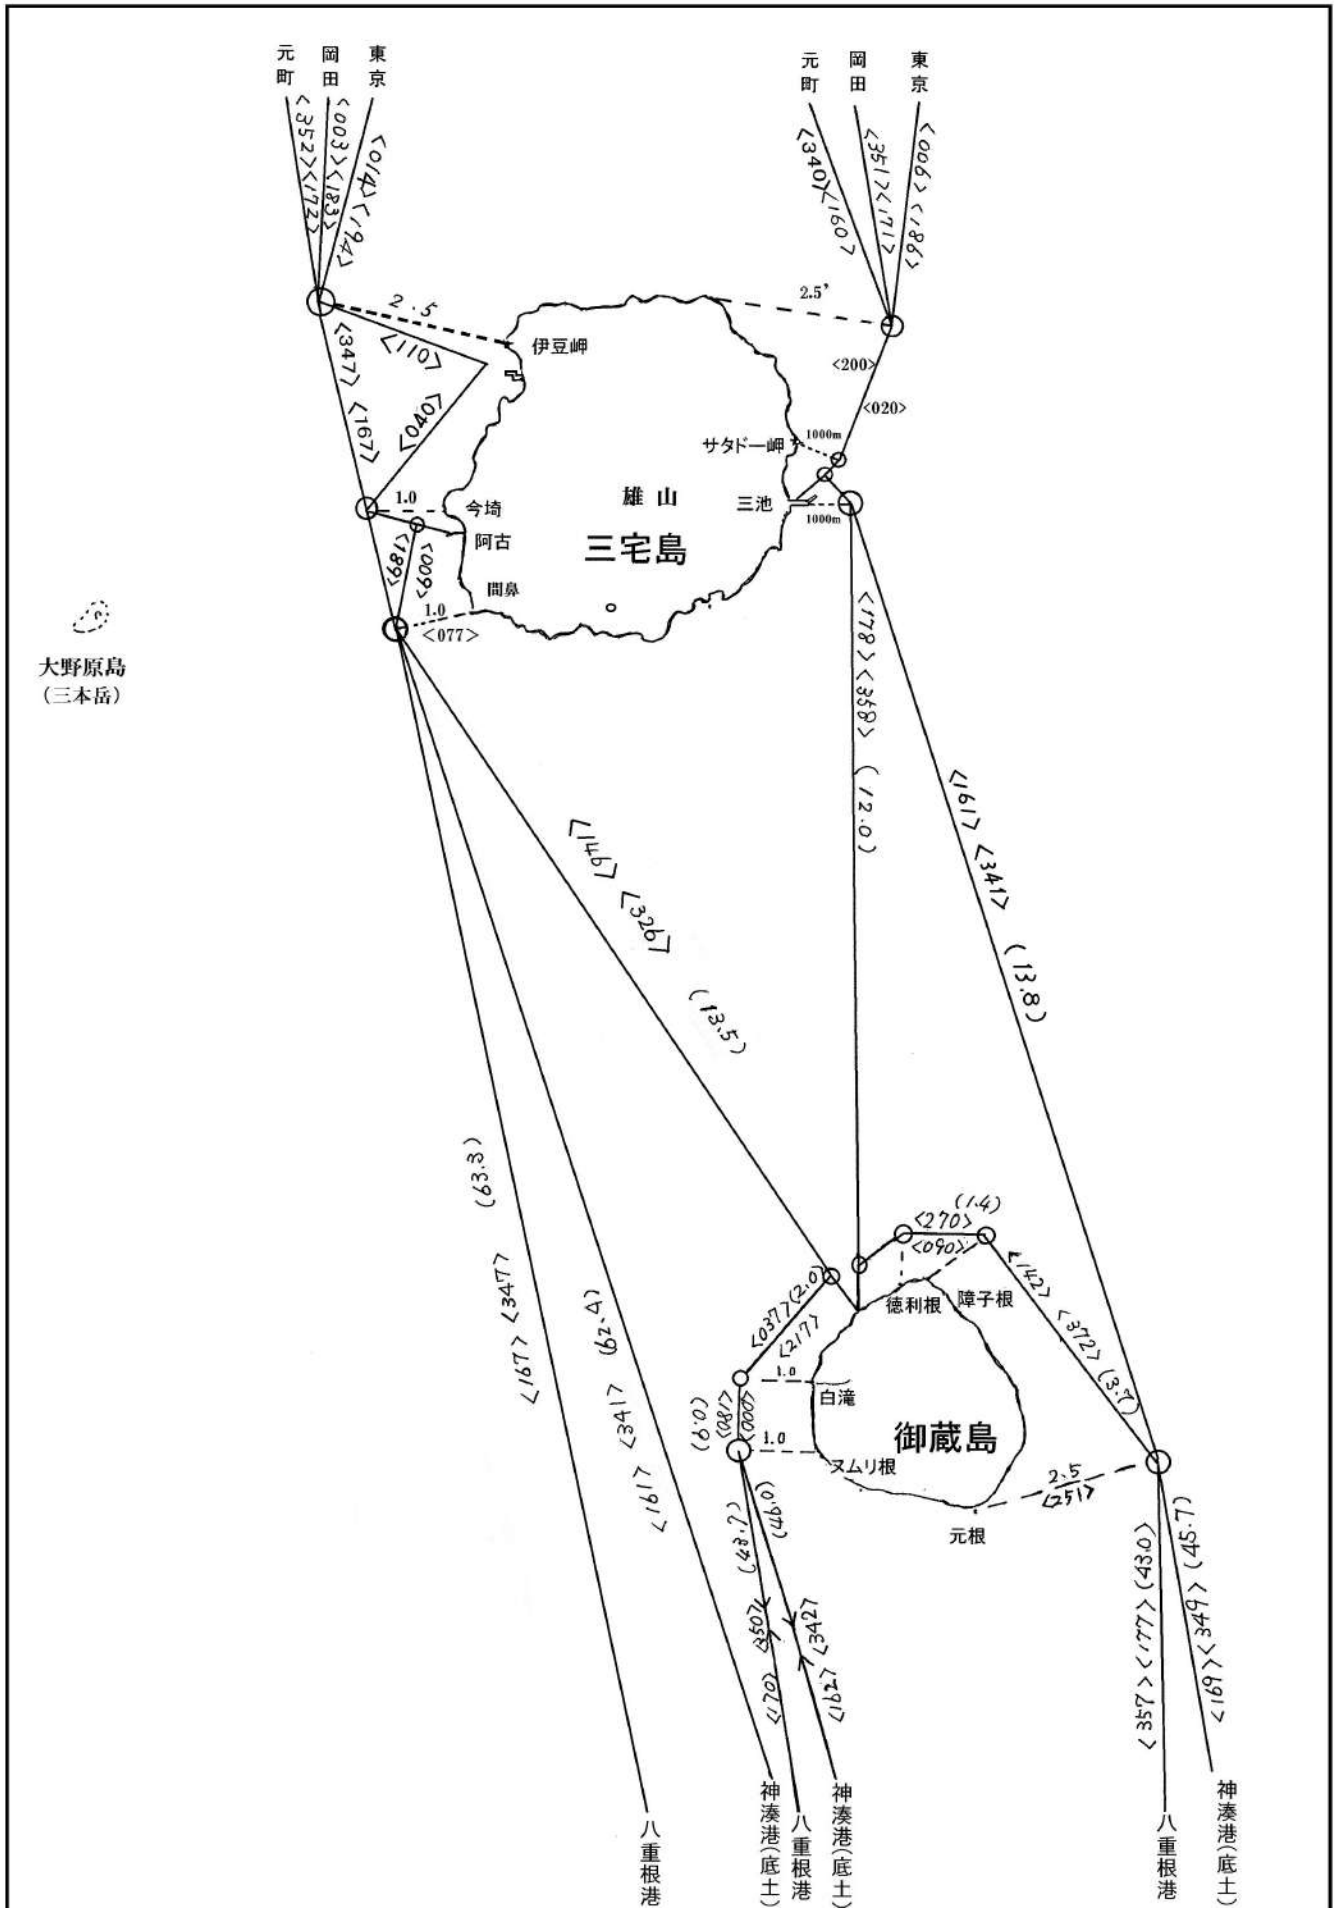 元町
岡田
東京
<352><172>
<003><183>
<014><194>
元町
岡田
東京
<340><160>
<351><171>
<006><186>
2.5
伊豆岬
<110>
<347><167>
<040>
2.5'
<200>
<020>
サタドー岬
1000m
三池
1000m
雄山
三宅島
1.0
今埼
阿古
<189>
<009>
間鼻
1.0
<077>
大野原島
(三本岳)
<178><358> (12.0)
<161><341> (13.8)
<146><326> (13.5)
(63.3)
<167><347>
(62.4)
<161><341>
(1.4)
<270>
<090>
徳利根
障子根
<142><372>(3.7)
<037>(2.0)
<217>
1.0
白滝
<180>
<000>
1.0
ヌムリ根
御蔵島
2.5
<251>
元根
(43.7)
<350>
<170>
(46.0)
<342>
<162>
<357><177>(43.0)
<169><349>(45.7)
八重根港
神湊港(底土)
八重根港
神湊港(底土)
八重根港
神湊港(底土)